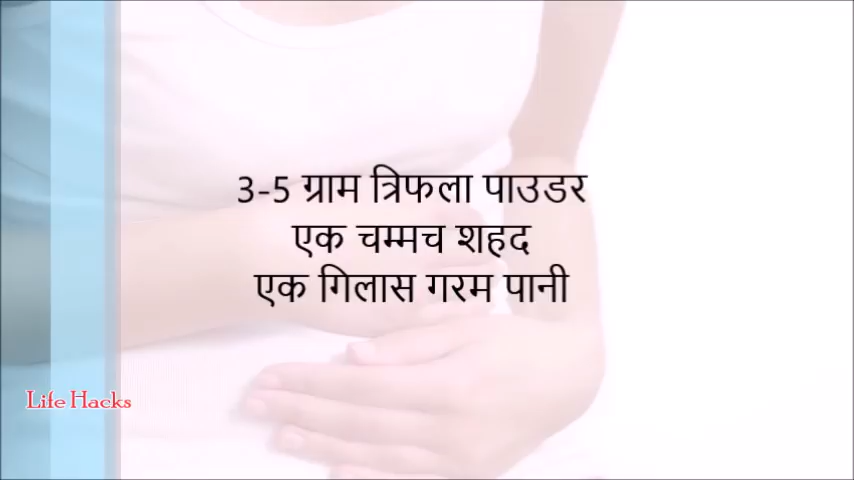 3-5 ग्राम त्रिफला पाउडर
एक चम्मच शहद
एक गिलास गरम पानी
Life Hacks